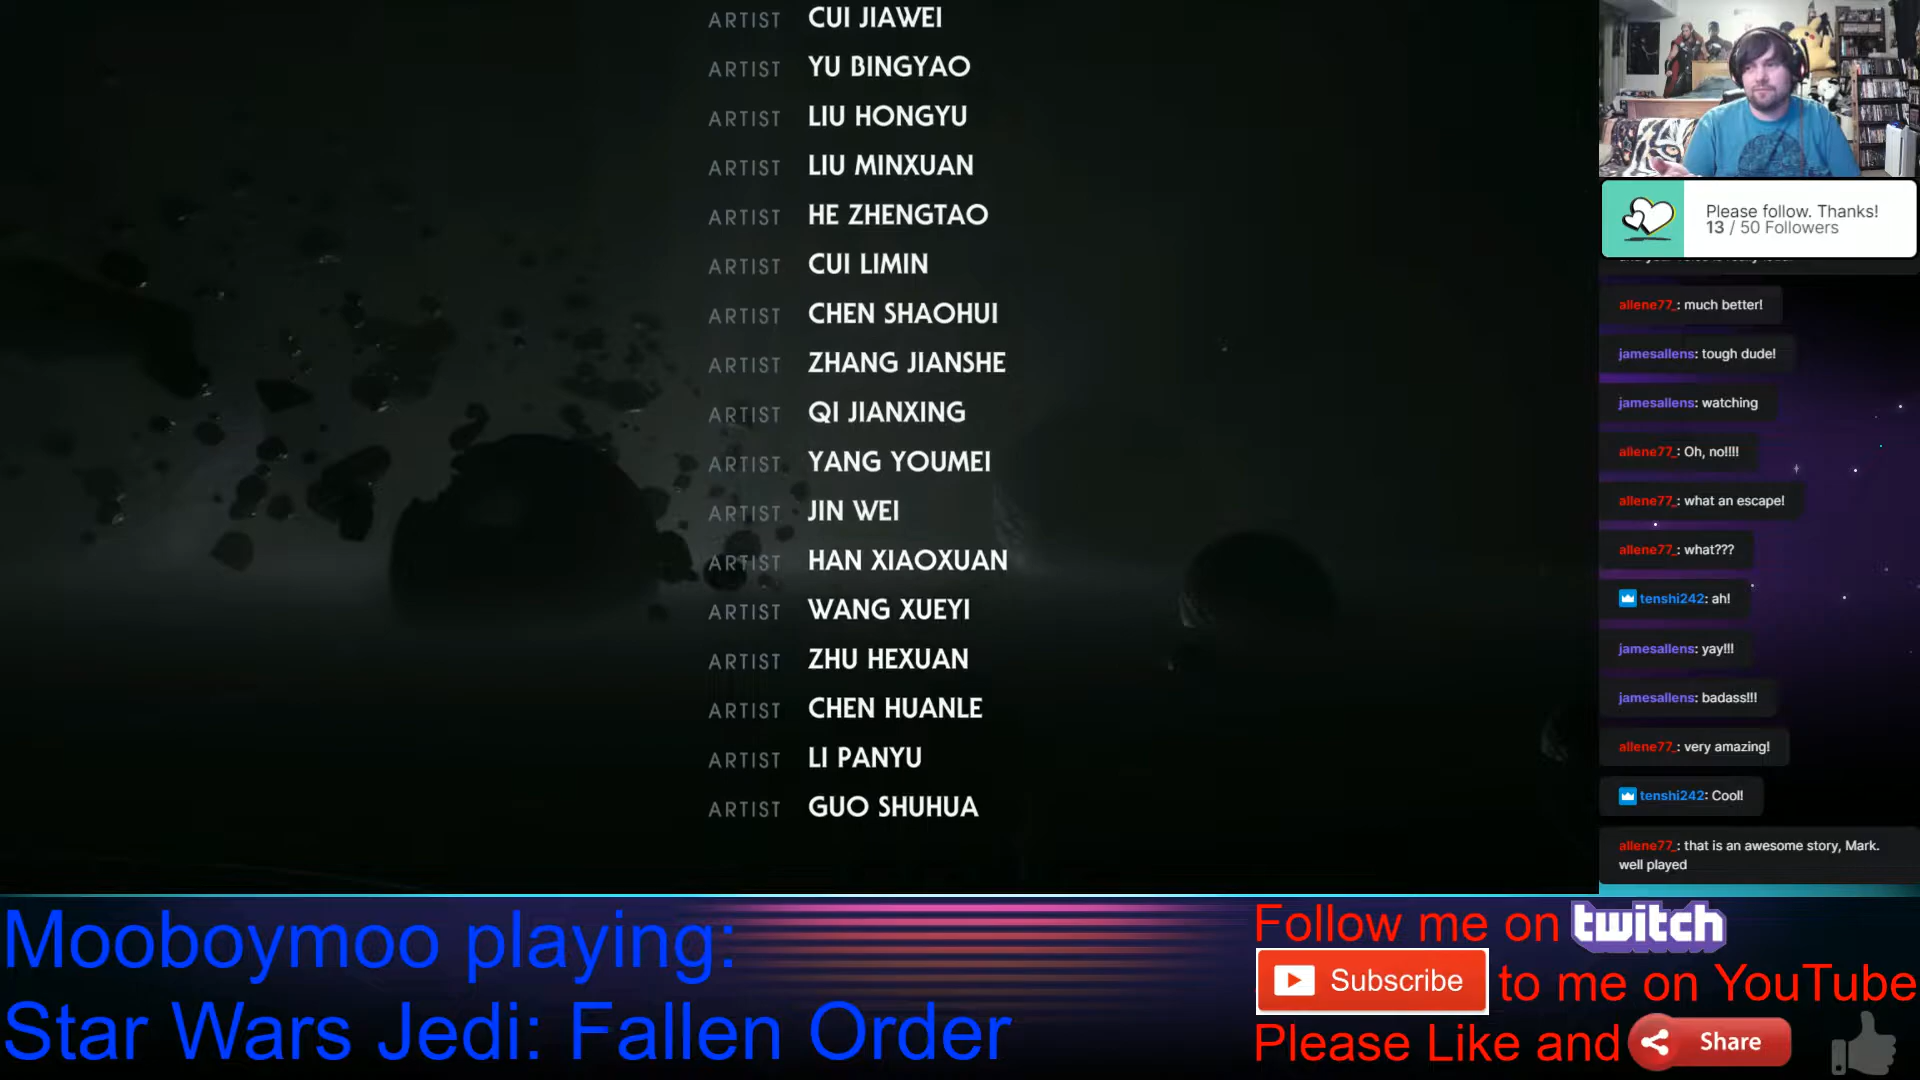 ARTIST CUI JIAWEI
ARTIST YU BINGYAO
ARTIST LIU HONGYU
ARTIST LIU MINXUAN
ARTIST HE ZHENGTAO
ARTIST CUI LIMIN
ARTIST CHEN SHAOHUI
ARTIST ZHANG JIANSHE
ARTIST QI JIANXING
ARTIST YANG YOUMEI
ARTIST JIN WEI
ARTIST HAN XIAOXUAN
ARTIST WANG XUEYI
ARTIST ZHU HEXUAN
ARTIST CHEN HUANLE
ARTIST LI PANYU
ARTIST GUO SHUHUA
Please follow. Thanks!
13 / 50 Followers
allene77_: much better!
jamesallens: tough dude!
jamesallens: watching
allene77_: Oh, no!!!!
allene77_: what an escape!
allene77_: what???
tenshi242: ah!
jamesallens: yay!!!
jamesallens: badass!!!
allene77_: very amazing!
tenshi242: Cool!
allene77_: that is an awesome story, Mark.
well played
Mooboymoo playing:
Star Wars Jedi: Fallen Order
Follow me on twitch
Subscribe to me on YouTube
Please Like and Share